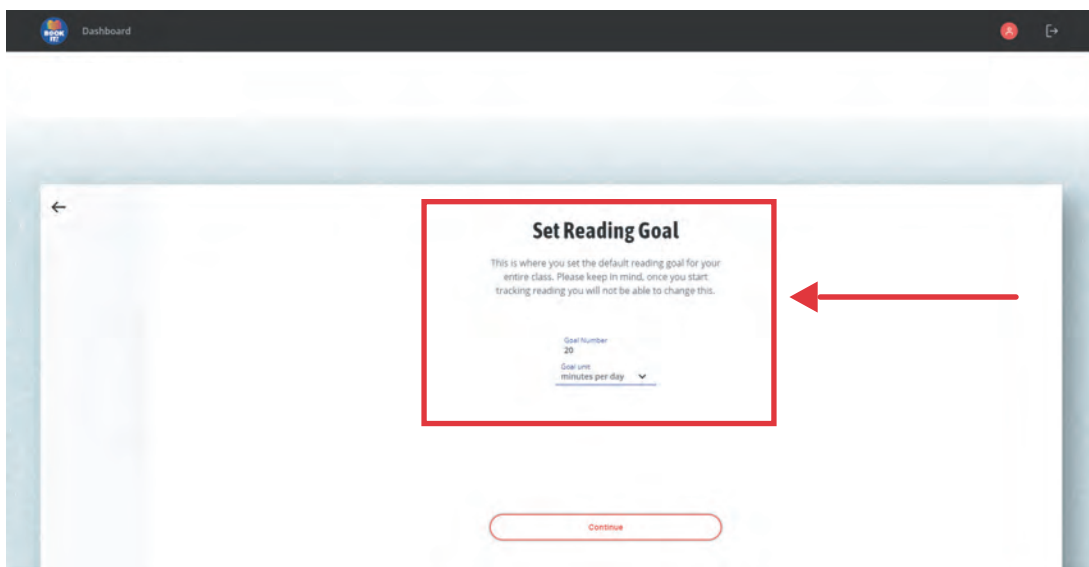 BOOK IT!
Dashboard
Set Reading Goal
This is where you set the default reading goal for your
entire class. Please keep in mind, once you start
tracking reading you will not be able to change this.
Goal Number
20
Goal unit
minutes per day
Continue